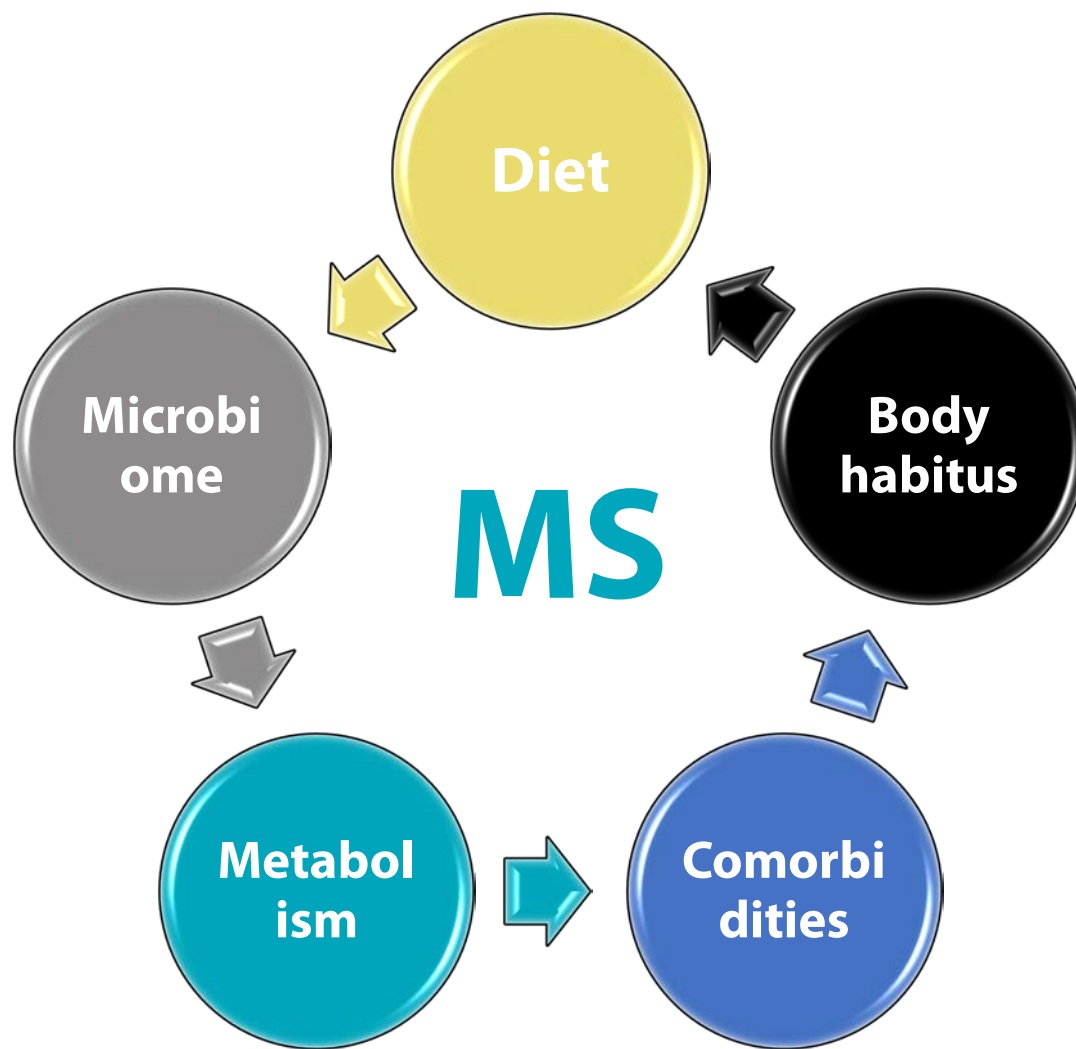 Diet
Microbi
ome
Body
habitus
MS
Metabol
ism
Comorbi
dities